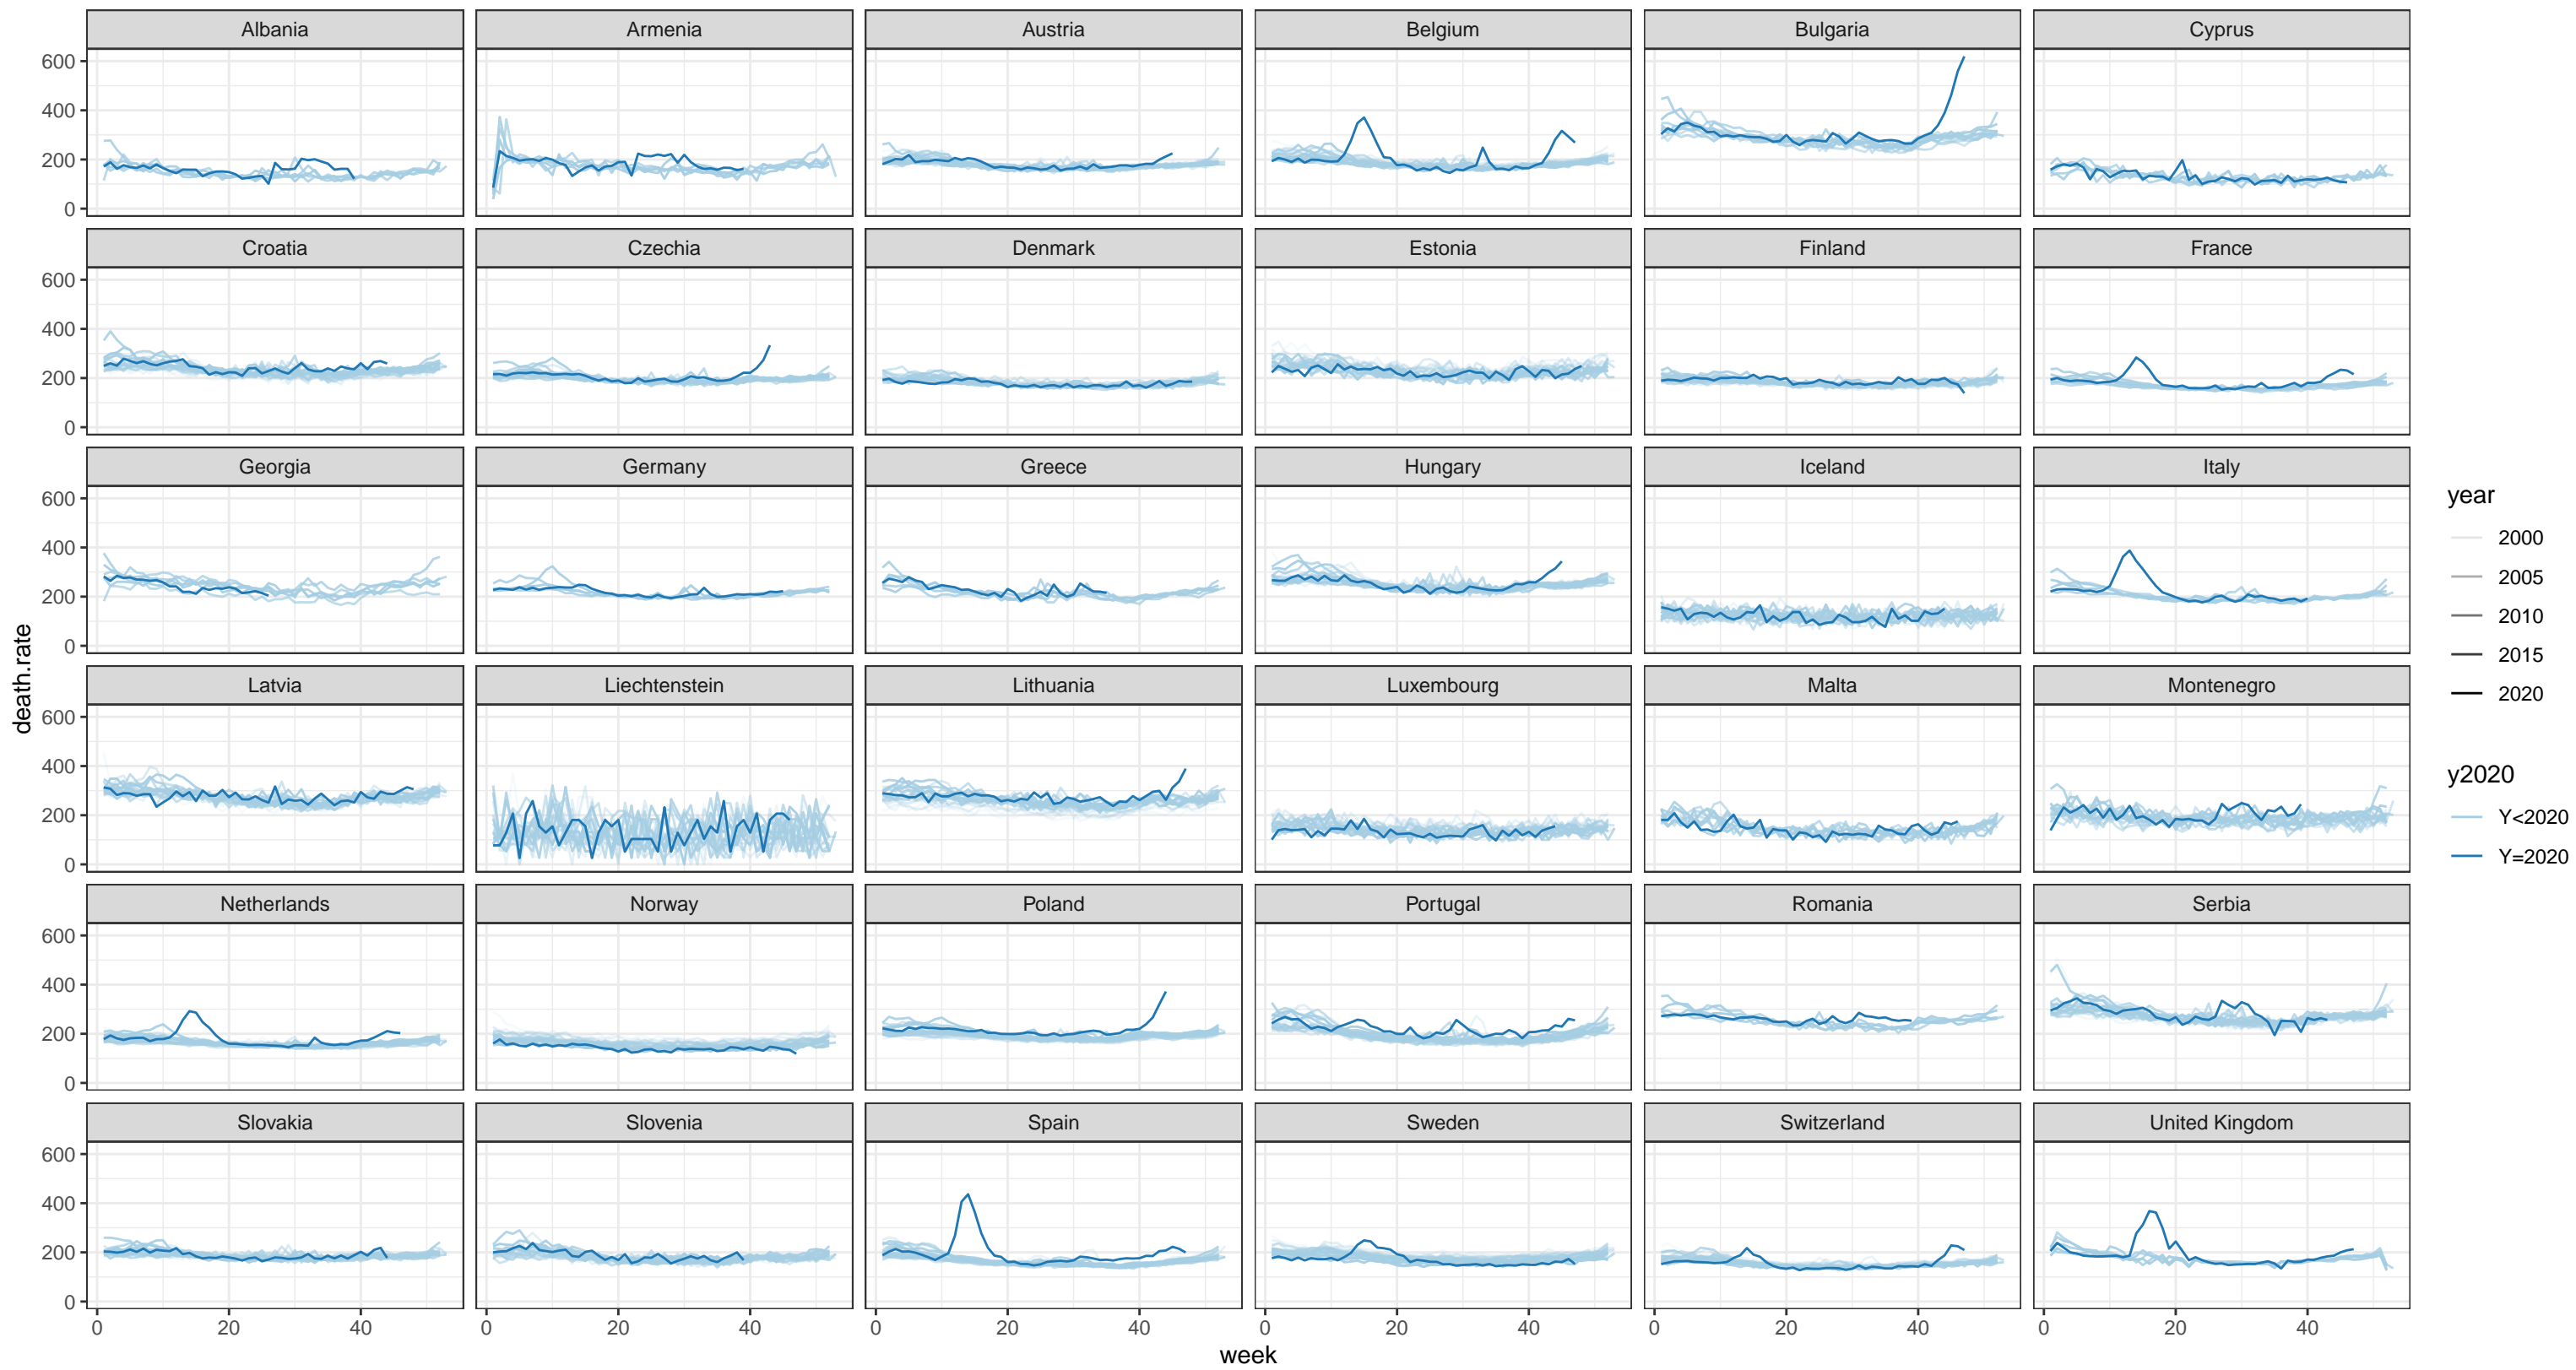 Albania Armenia Austria Belgium Bulgaria Cyprus
600
400
200
0
Croatia Czechia Denmark Estonia Finland France
600
400
200
0
Georgia Germany Greece Hungary Iceland Italy
600
400
200
0
Latvia Liechtenstein Lithuania Luxembourg Malta Montenegro
600
400
200
0
Netherlands Norway Poland Portugal Romania Serbia
600
400
200
0
Slovakia Slovenia Spain Sweden Switzerland United Kingdom
600
400
200
0
0 20 40 0 20 40 0 20 40 0 20 40 0 20 40 0 20 40
week
death.rate
year
2000
2005
2010
2015
2020
y2020
Y<2020
Y=2020